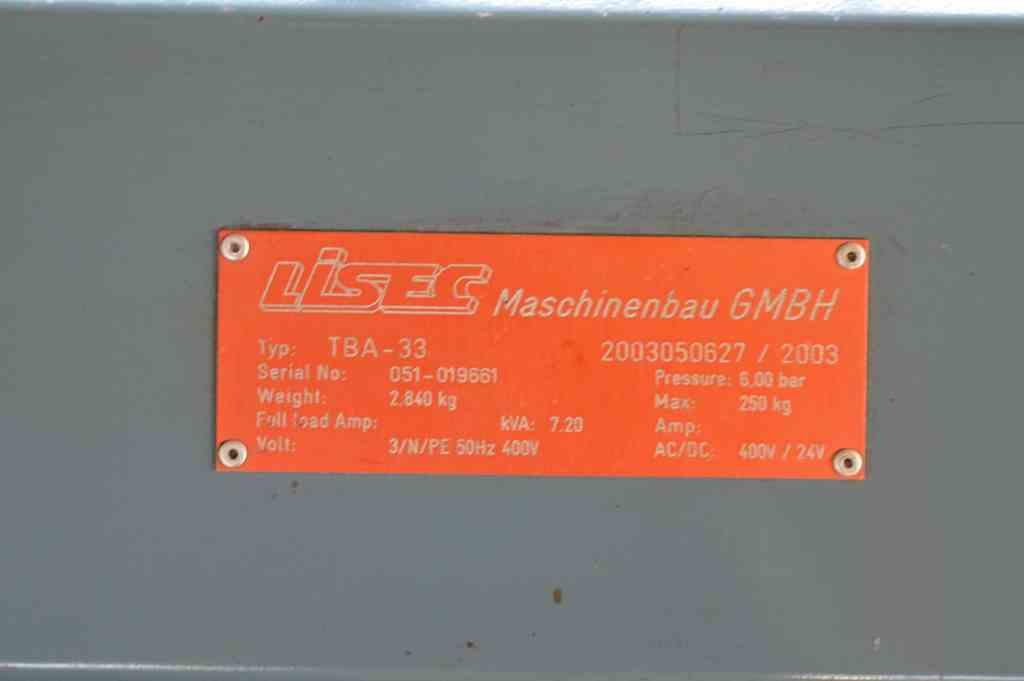 LiSEC Maschinenbau GMBH
Typ: TBA-33 2003050627 / 2003
Serial No: 051-019661 Pressure: 6,00 bar
Weight: 2.840 kg Max: 250 kg
Full load Amp: kVA: 7.20 Amp:
Volt: 3/N/PE 50Hz 400V AC/DC: 400V / 24V